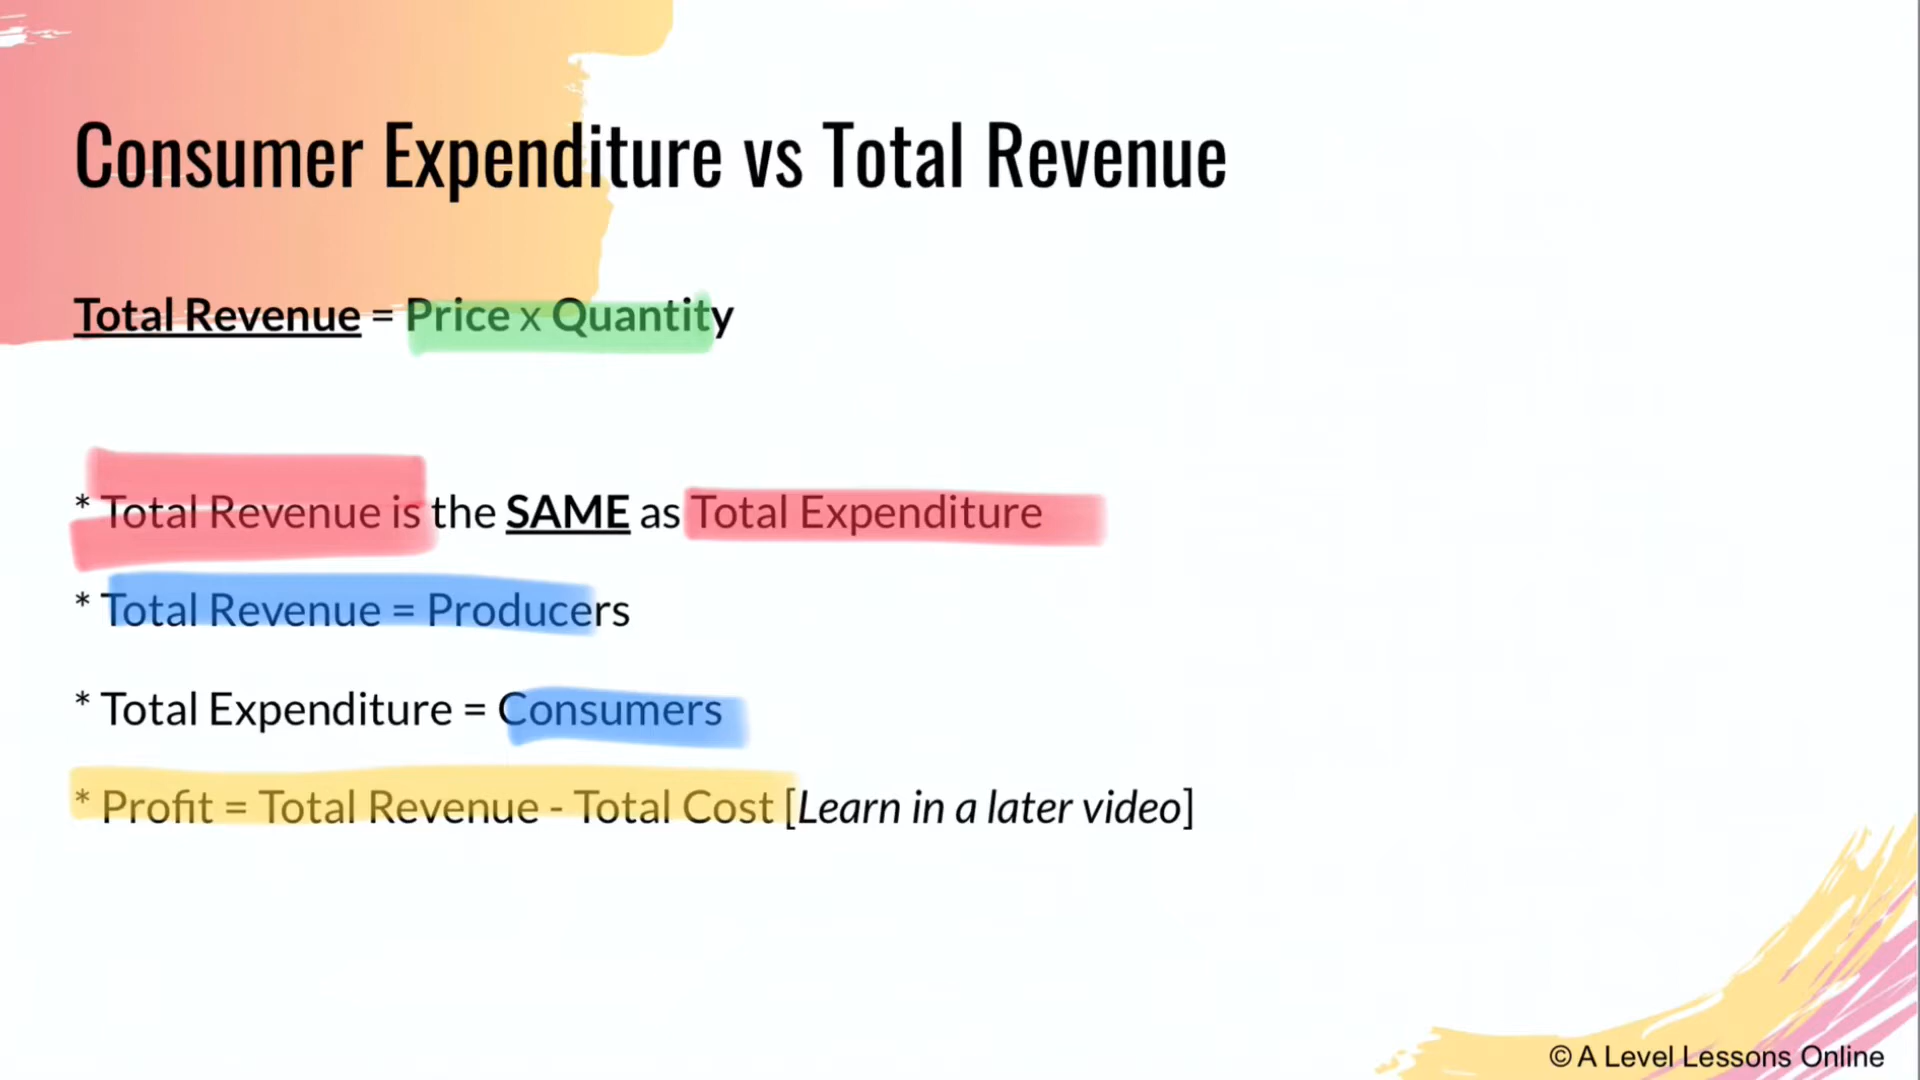 Consumer Expenditure vs Total Revenue
Total Revenue = Price x Quantity
* Total Revenue is the SAME as Total Expenditure
* Total Revenue = Producers
* Total Expenditure = Consumers
* Profit = Total Revenue - Total Cost [Learn in a later video]
© A Level Lessons Online